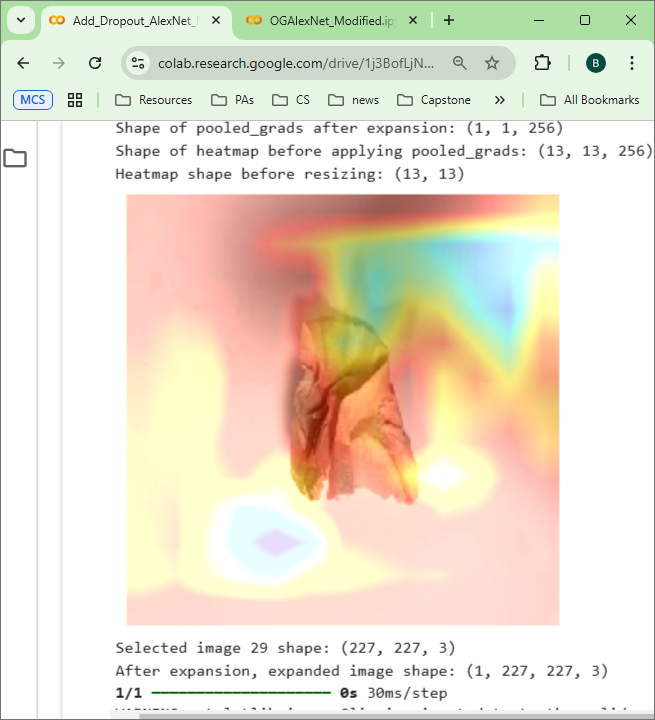 Add_Dropout_AlexNet_
OGAlexNet_Modified.ip
colab.research.google.com/drive/1j3BofLjN...
B
MCS
Resources
PAs
CS
news
Capstone
All Bookmarks
Shape of pooled_grads after expansion: (1, 1, 256)
Shape of heatmap before applying pooled_grads: (13, 13, 256)
Heatmap shape before resizing: (13, 13)
Selected image 29 shape: (227, 227, 3)
After expansion, expanded image shape: (1, 227, 227, 3)
1/1 0s 30ms/step